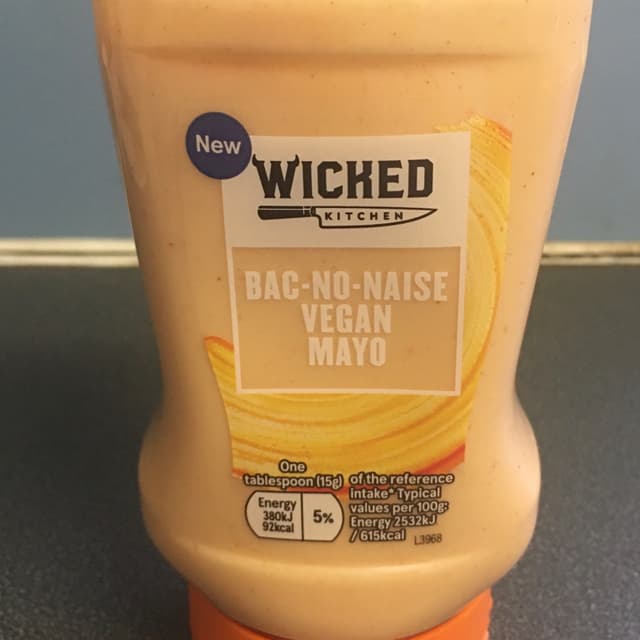 New
WICKED
KITCHEN
BAC-NO-NAISE
VEGAN
MAYO
One
tablespoon (15g)
Energy
380kJ
92kcal
5%
of the reference
intake* Typical
values per 100g:
Energy 2532kJ
/ 615kcal
L3968